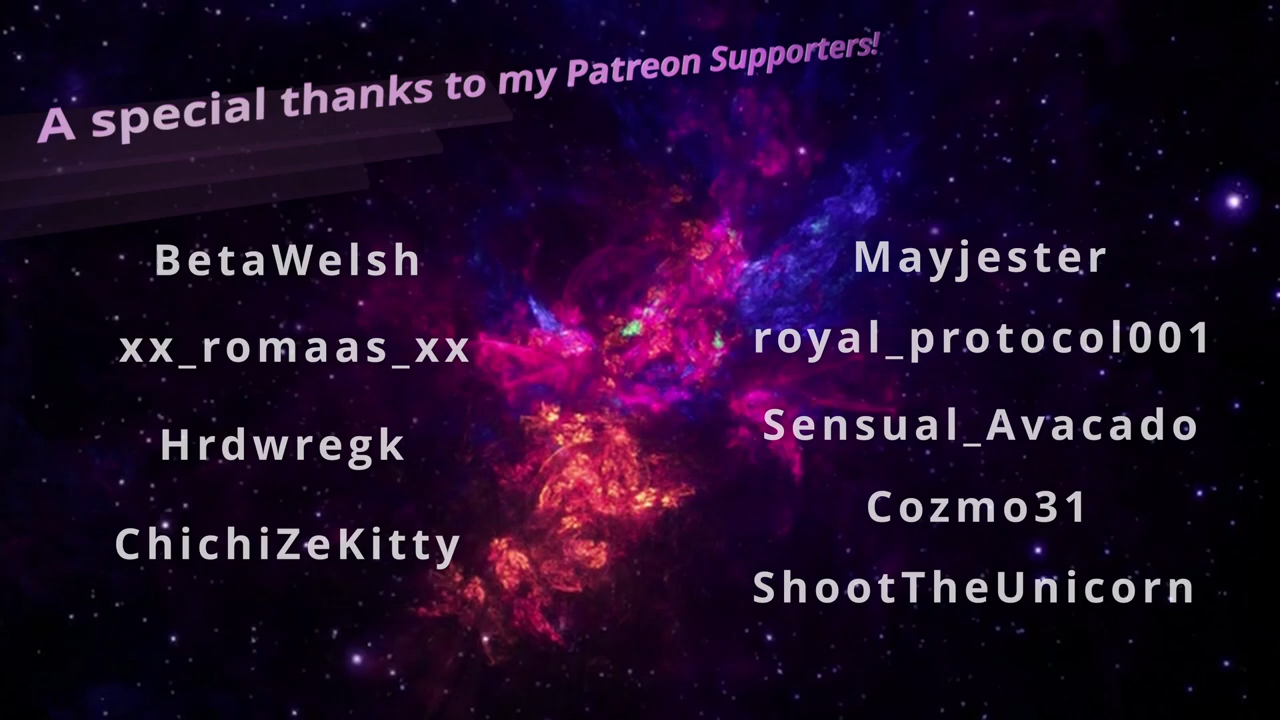 A special thanks to my Patreon Supporters!
BetaWelsh
xx_romaas_xx
Hrdwregk
ChichiZeKitty
Mayjester
royal_protocol001
Sensual_Avacado
Cozmo31
ShootTheUnicorn